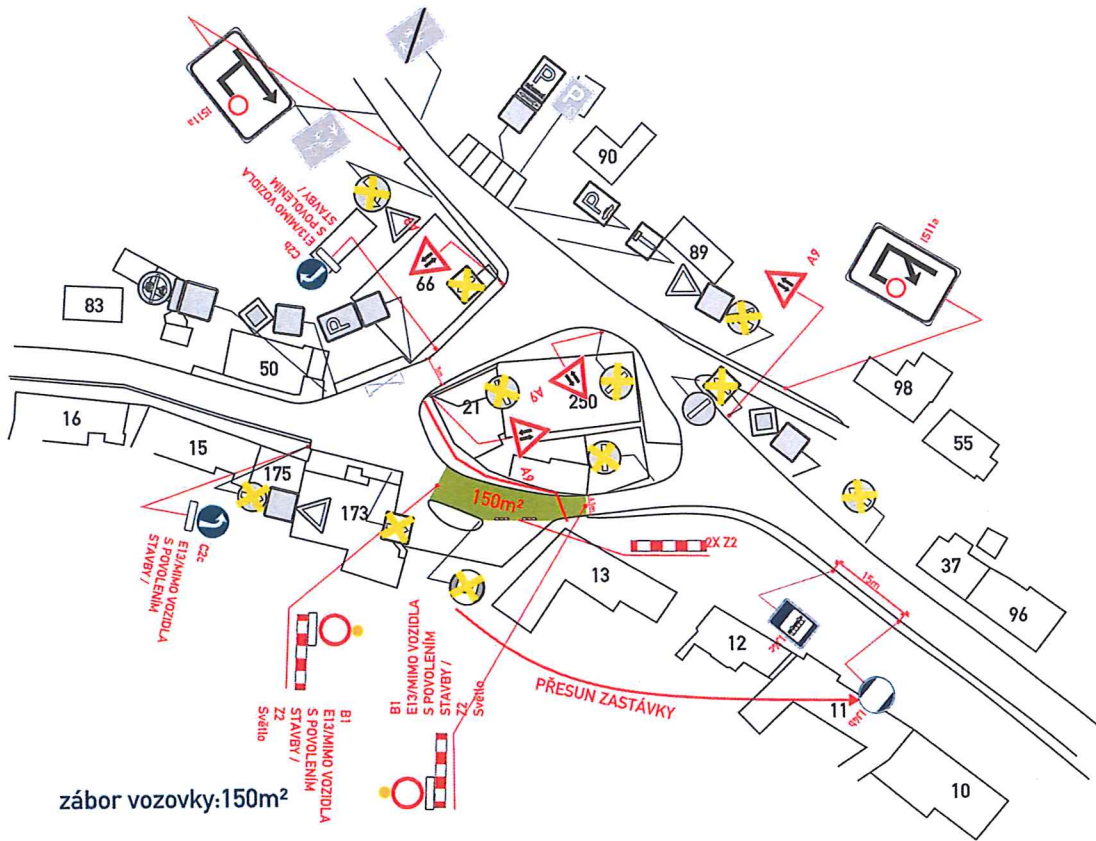 IS11a
P
P
90
E13/MIMO VOZIDLA
S POVOLENÍM
STAVBY /
C2b
A9
66
P
89
A9
IS11a
83
50
P
98
55
16
15
175
173
21
A9
250
A9
150m²
2X Z2
C2c
E13/MIMO VOZIDLA
S POVOLENÍM
STAVBY /
13
15m
37
96
12
11
10
PŘESUN ZASTÁVKY
B1
E13/MIMO VOZIDLA
S POVOLENÍM
STAVBY /
Z2
Světlo
B1
E13/MIMO VOZIDLA
S POVOLENÍM
STAVBY /
Z2
Světlo
zábor vozovky:150m²